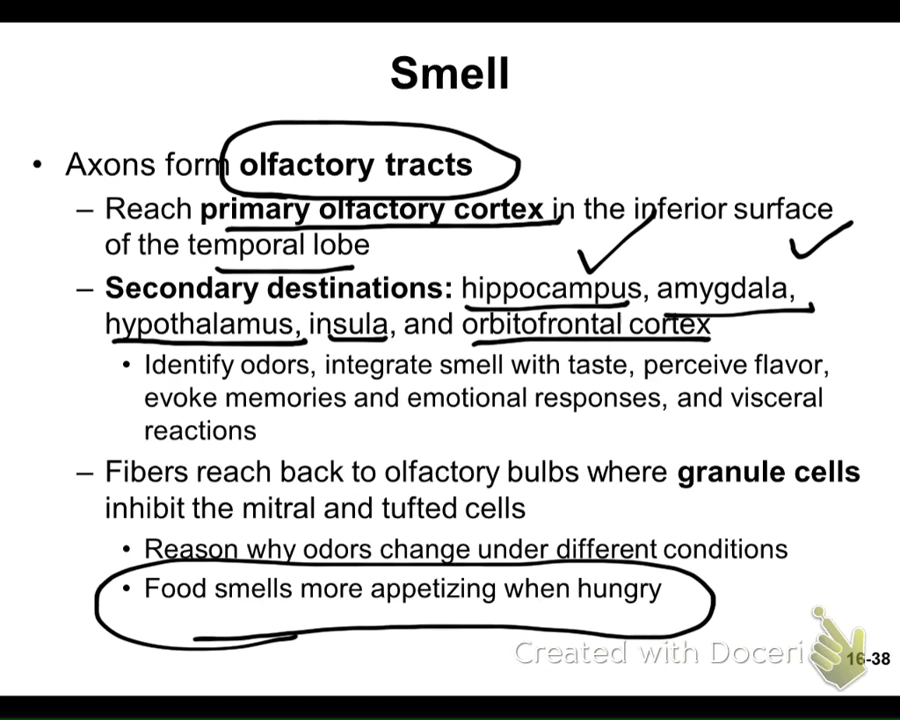 Smell
• Axons form olfactory tracts
– Reach primary olfactory cortex in the inferior surface
of the temporal lobe
– Secondary destinations: hippocampus, amygdala,
hypothalamus, insula, and orbitofrontal cortex
• Identify odors, integrate smell with taste, perceive flavor,
evoke memories and emotional responses, and visceral
reactions
– Fibers reach back to olfactory bulbs where granule cells
inhibit the mitral and tufted cells
• Reason why odors change under different conditions
• Food smells more appetizing when hungry
Created with Doceri
16-38